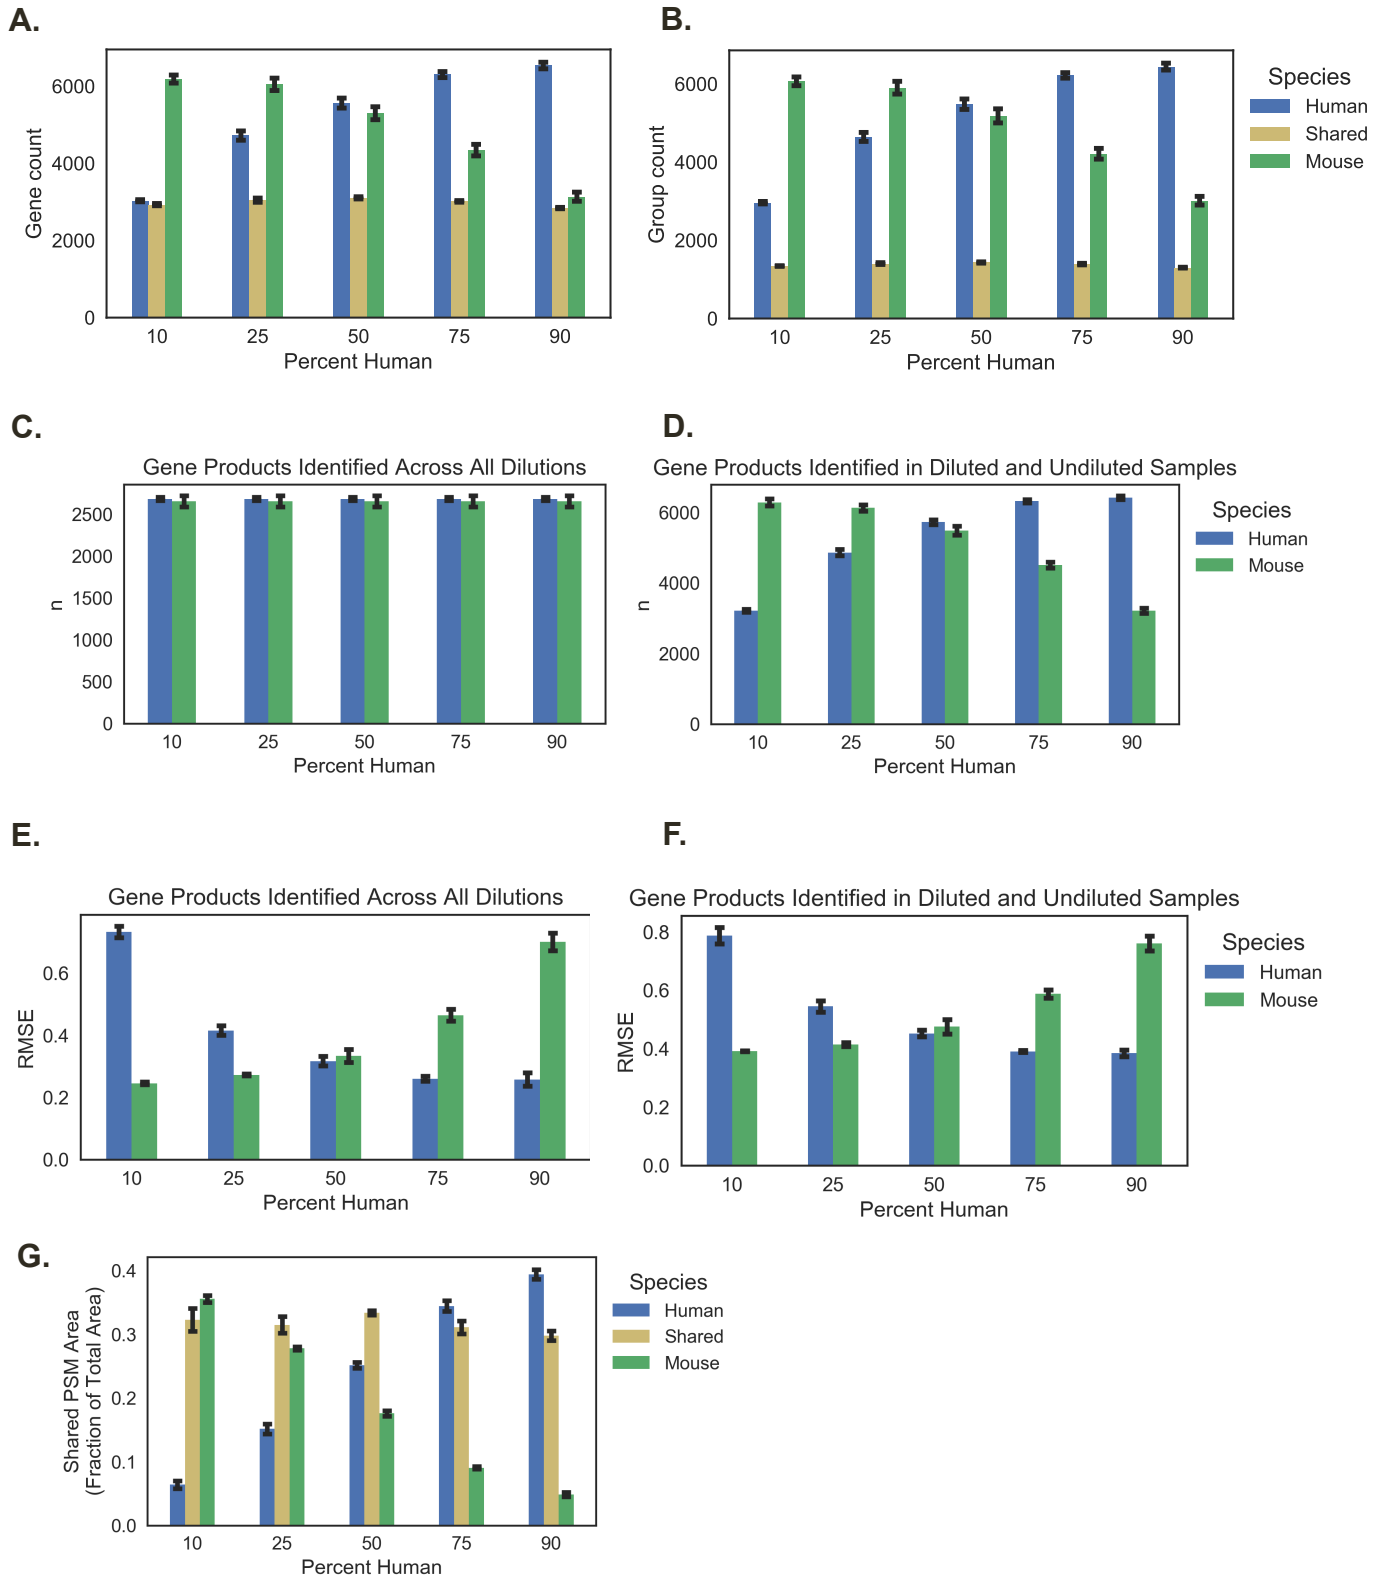 A.
B.
6000
4000
2000
0
Gene count
10 25 50 75 90
Percent Human
6000
4000
2000
0
Group count
10 25 50 75 90
Percent Human
Species
Human
Shared
Mouse
C.
D.
Gene Products Identified Across All Dilutions
2500
2000
1500
1000
500
0
n
10 25 50 75 90
Percent Human
Gene Products Identified in Diluted and Undiluted Samples
6000
4000
2000
0
n
10 25 50 75 90
Percent Human
Species
Human
Mouse
E.
F.
Gene Products Identified Across All Dilutions
0.6
0.4
0.2
0.0
RMSE
10 25 50 75 90
Percent Human
Gene Products Identified in Diluted and Undiluted Samples
0.8
0.6
0.4
0.2
0.0
RMSE
10 25 50 75 90
Percent Human
Species
Human
Mouse
G.
0.4
0.3
0.2
0.1
0.0
Shared PSM Area
(Fraction of Total Area)
10 25 50 75 90
Percent Human
Species
Human
Shared
Mouse